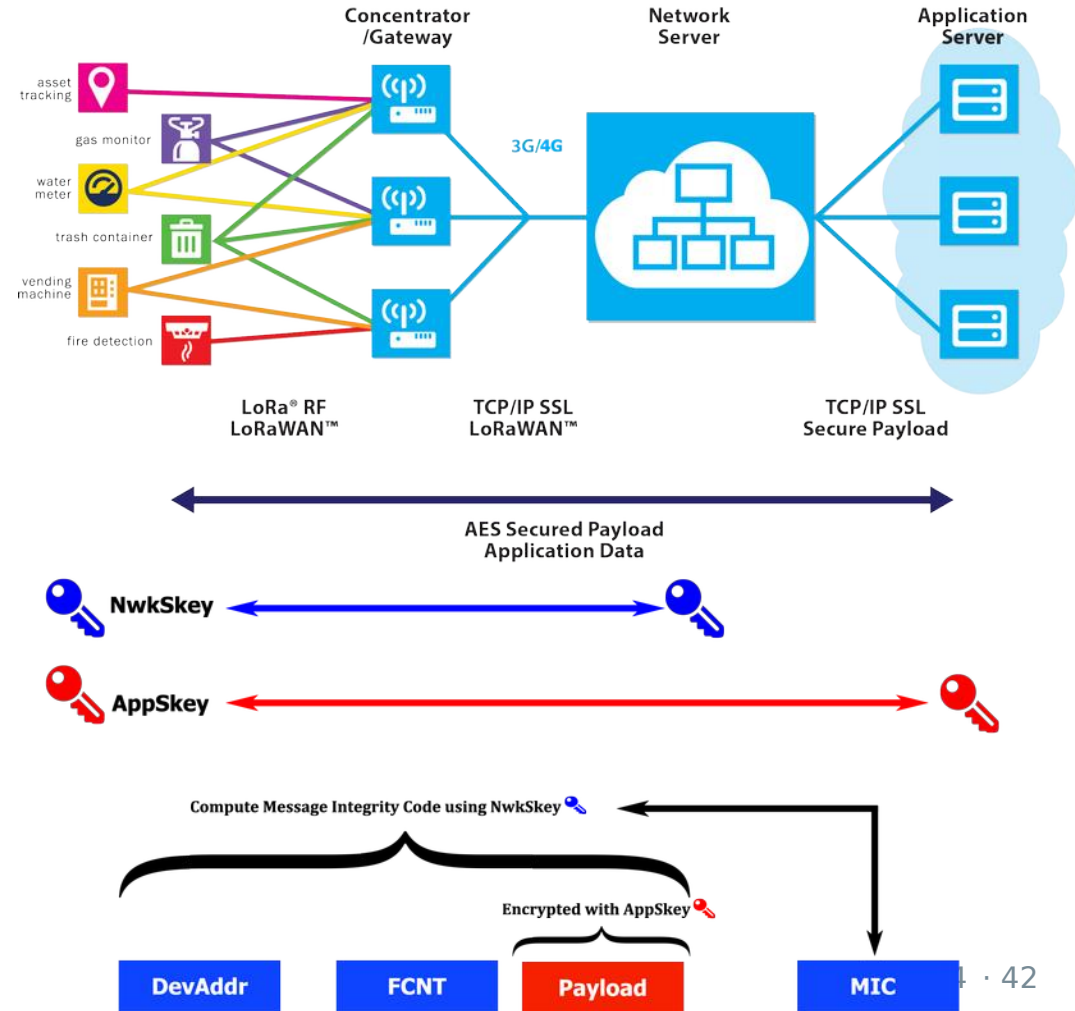 Concentrator
/Gateway
Network
Server
Application
Server
asset
tracking
gas monitor
water
meter
trash container
vending
machine
fire detection
3G/4G
LoRa® RF
LoRaWAN™
TCP/IP SSL
LoRaWAN™
TCP/IP SSL
Secure Payload
AES Secured Payload
Application Data
NwkSkey
AppSkey
Compute Message Integrity Code using NwkSkey
Encrypted with AppSkey
DevAddr
FCNT
Payload
MIC
· 42